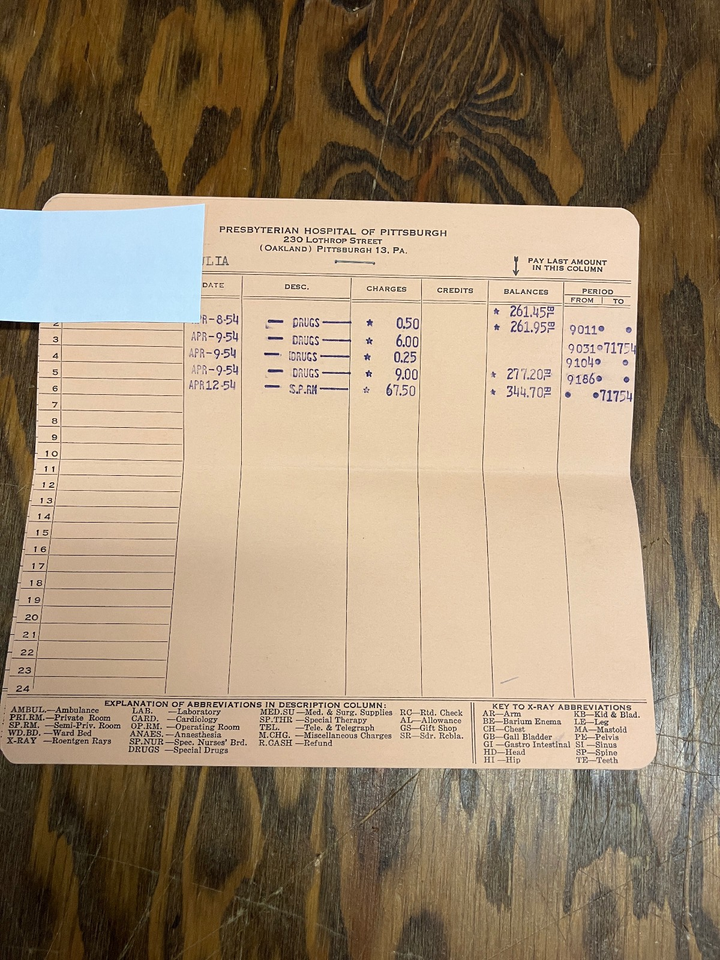 PRESBYTERIAN HOSPITAL OF PITTSBURGH
230 LOTHROP STREET
(OAKLAND) PITTSBURGH 13, PA.
ULIA
PAY LAST AMOUNT
IN THIS COLUMN
DATE DESC. CHARGES CREDITS BALANCES PERIOD
FROM TO
* 261.45
2 APR-8-54 — DRUGS — * 0.50 * 261.95 9011
3 APR-9-54 — DRUGS — * 6.00 9031 71754
4 APR-9-54 — DRUGS — * 0.25 9104
5 APR-9-54 — DRUGS — * 9.00 * 277.20 9186
6 APR12-54 — S.P.RM — * 67.50 * 344.70 71754
7
8
9
10
11
12
13
14
15
16
17
18
19
20
21
22
23
24
EXPLANATION OF ABBREVIATIONS IN DESCRIPTION COLUMN:
AMBUL.—Ambulance LAB. —Laboratory MED.SU—Med. & Surg. Supplies RC—Rtd. Check
PRI.RM.—Private Room CARD. —Cardiology SP.THR —Special Therapy AL—Allowance
SP.RM. —Semi-Priv. Room OP.RM. —Operating Room TEL. —Tele. & Telegraph GS—Gift Shop
WD.BD. —Ward Bed ANAES.—Anaesthesia M.CHG. —Miscellaneous Charges SR—Sdr. Rcbla.
X-RAY —Roentgen Rays SP.NUR—Spec. Nurses' Brd. R.CASH —Refund
DRUGS —Special Drugs
KEY TO X-RAY ABBREVIATIONS
AR—Arm KB—Kid & Blad.
BE—Barium Enema LE—Leg
CH—Chest MA—Mastoid
GB—Gall Bladder PE—Pelvis
GI —Gastro Intestinal SI —Sinus
HD—Head SP—Spine
HI —Hip TE—Teeth